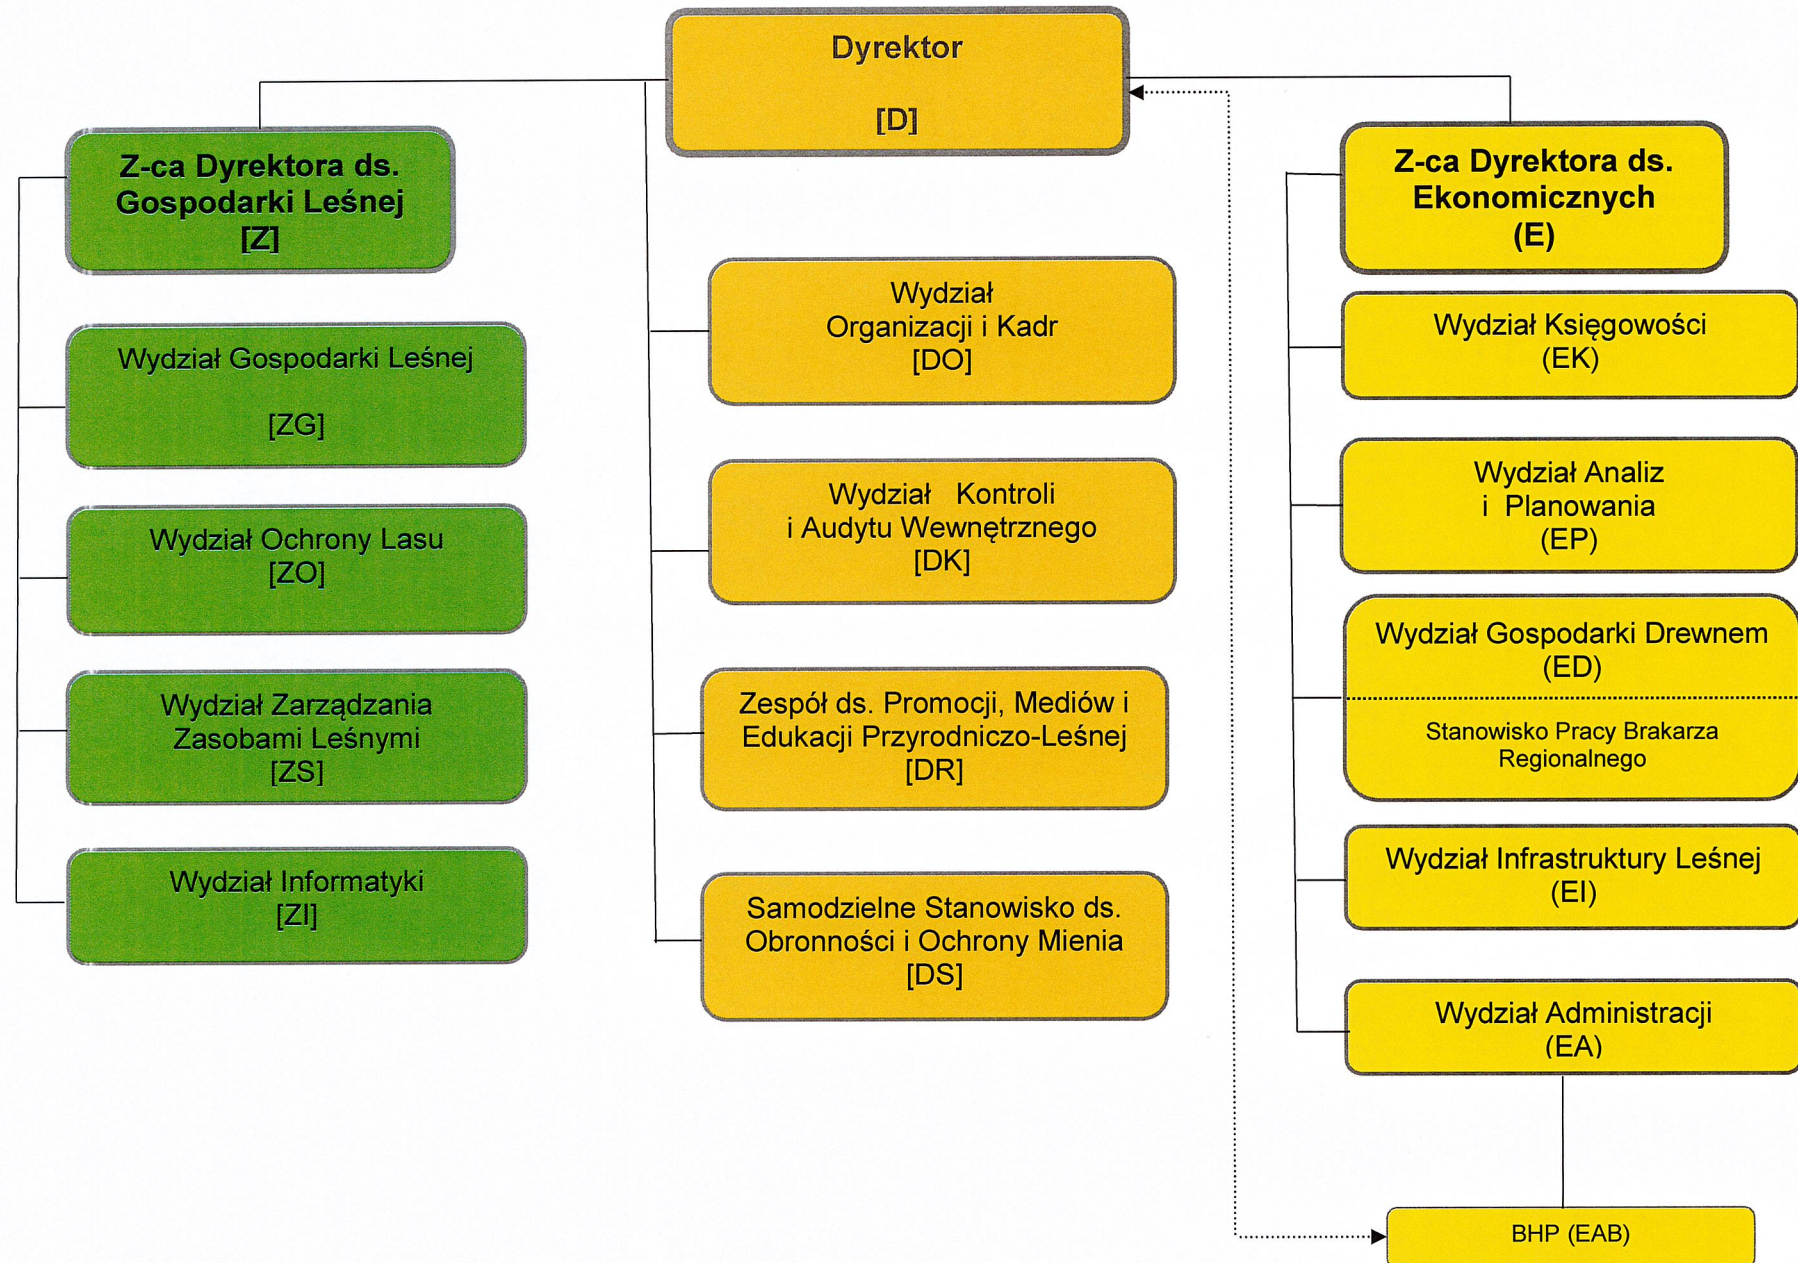 Dyrektor
[D]
Z-ca Dyrektora ds.
Gospodarki Leśnej
[Z]
Wydział Gospodarki Leśnej
[ZG]
Wydział Ochrony Lasu
[ZO]
Wydział Zarządzania
Zasobami Leśnymi
[ZS]
Wydział Informatyki
[ZI]
Wydział
Organizacji i Kadr
[DO]
Wydział Kontroli
i Audytu Wewnętrznego
[DK]
Zespół ds. Promocji, Mediów i
Edukacji Przyrodniczo-Leśnej
[DR]
Samodzielne Stanowisko ds.
Obronności i Ochrony Mienia
[DS]
Z-ca Dyrektora ds.
Ekonomicznych
(E)
Wydział Księgowości
(EK)
Wydział Analiz
i Planowania
(EP)
Wydział Gospodarki Drewnem
(ED)
Stanowisko Pracy Brakarza
Regionalnego
Wydział Infrastruktury Leśnej
(EI)
Wydział Administracji
(EA)
BHP (EAB)